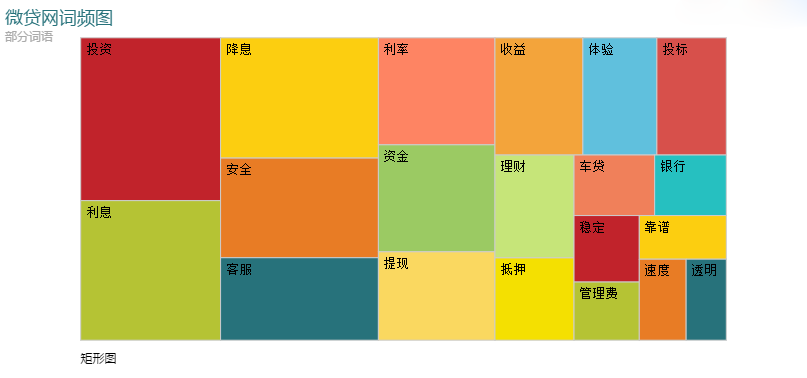 微贷网词频图
部分词语
投资
降息
利率
收益
体验
投标
资金
理财
车贷
银行
安全
利息
稳定
靠谱
客服
提现
抵押
速度
透明
管理费
矩形图